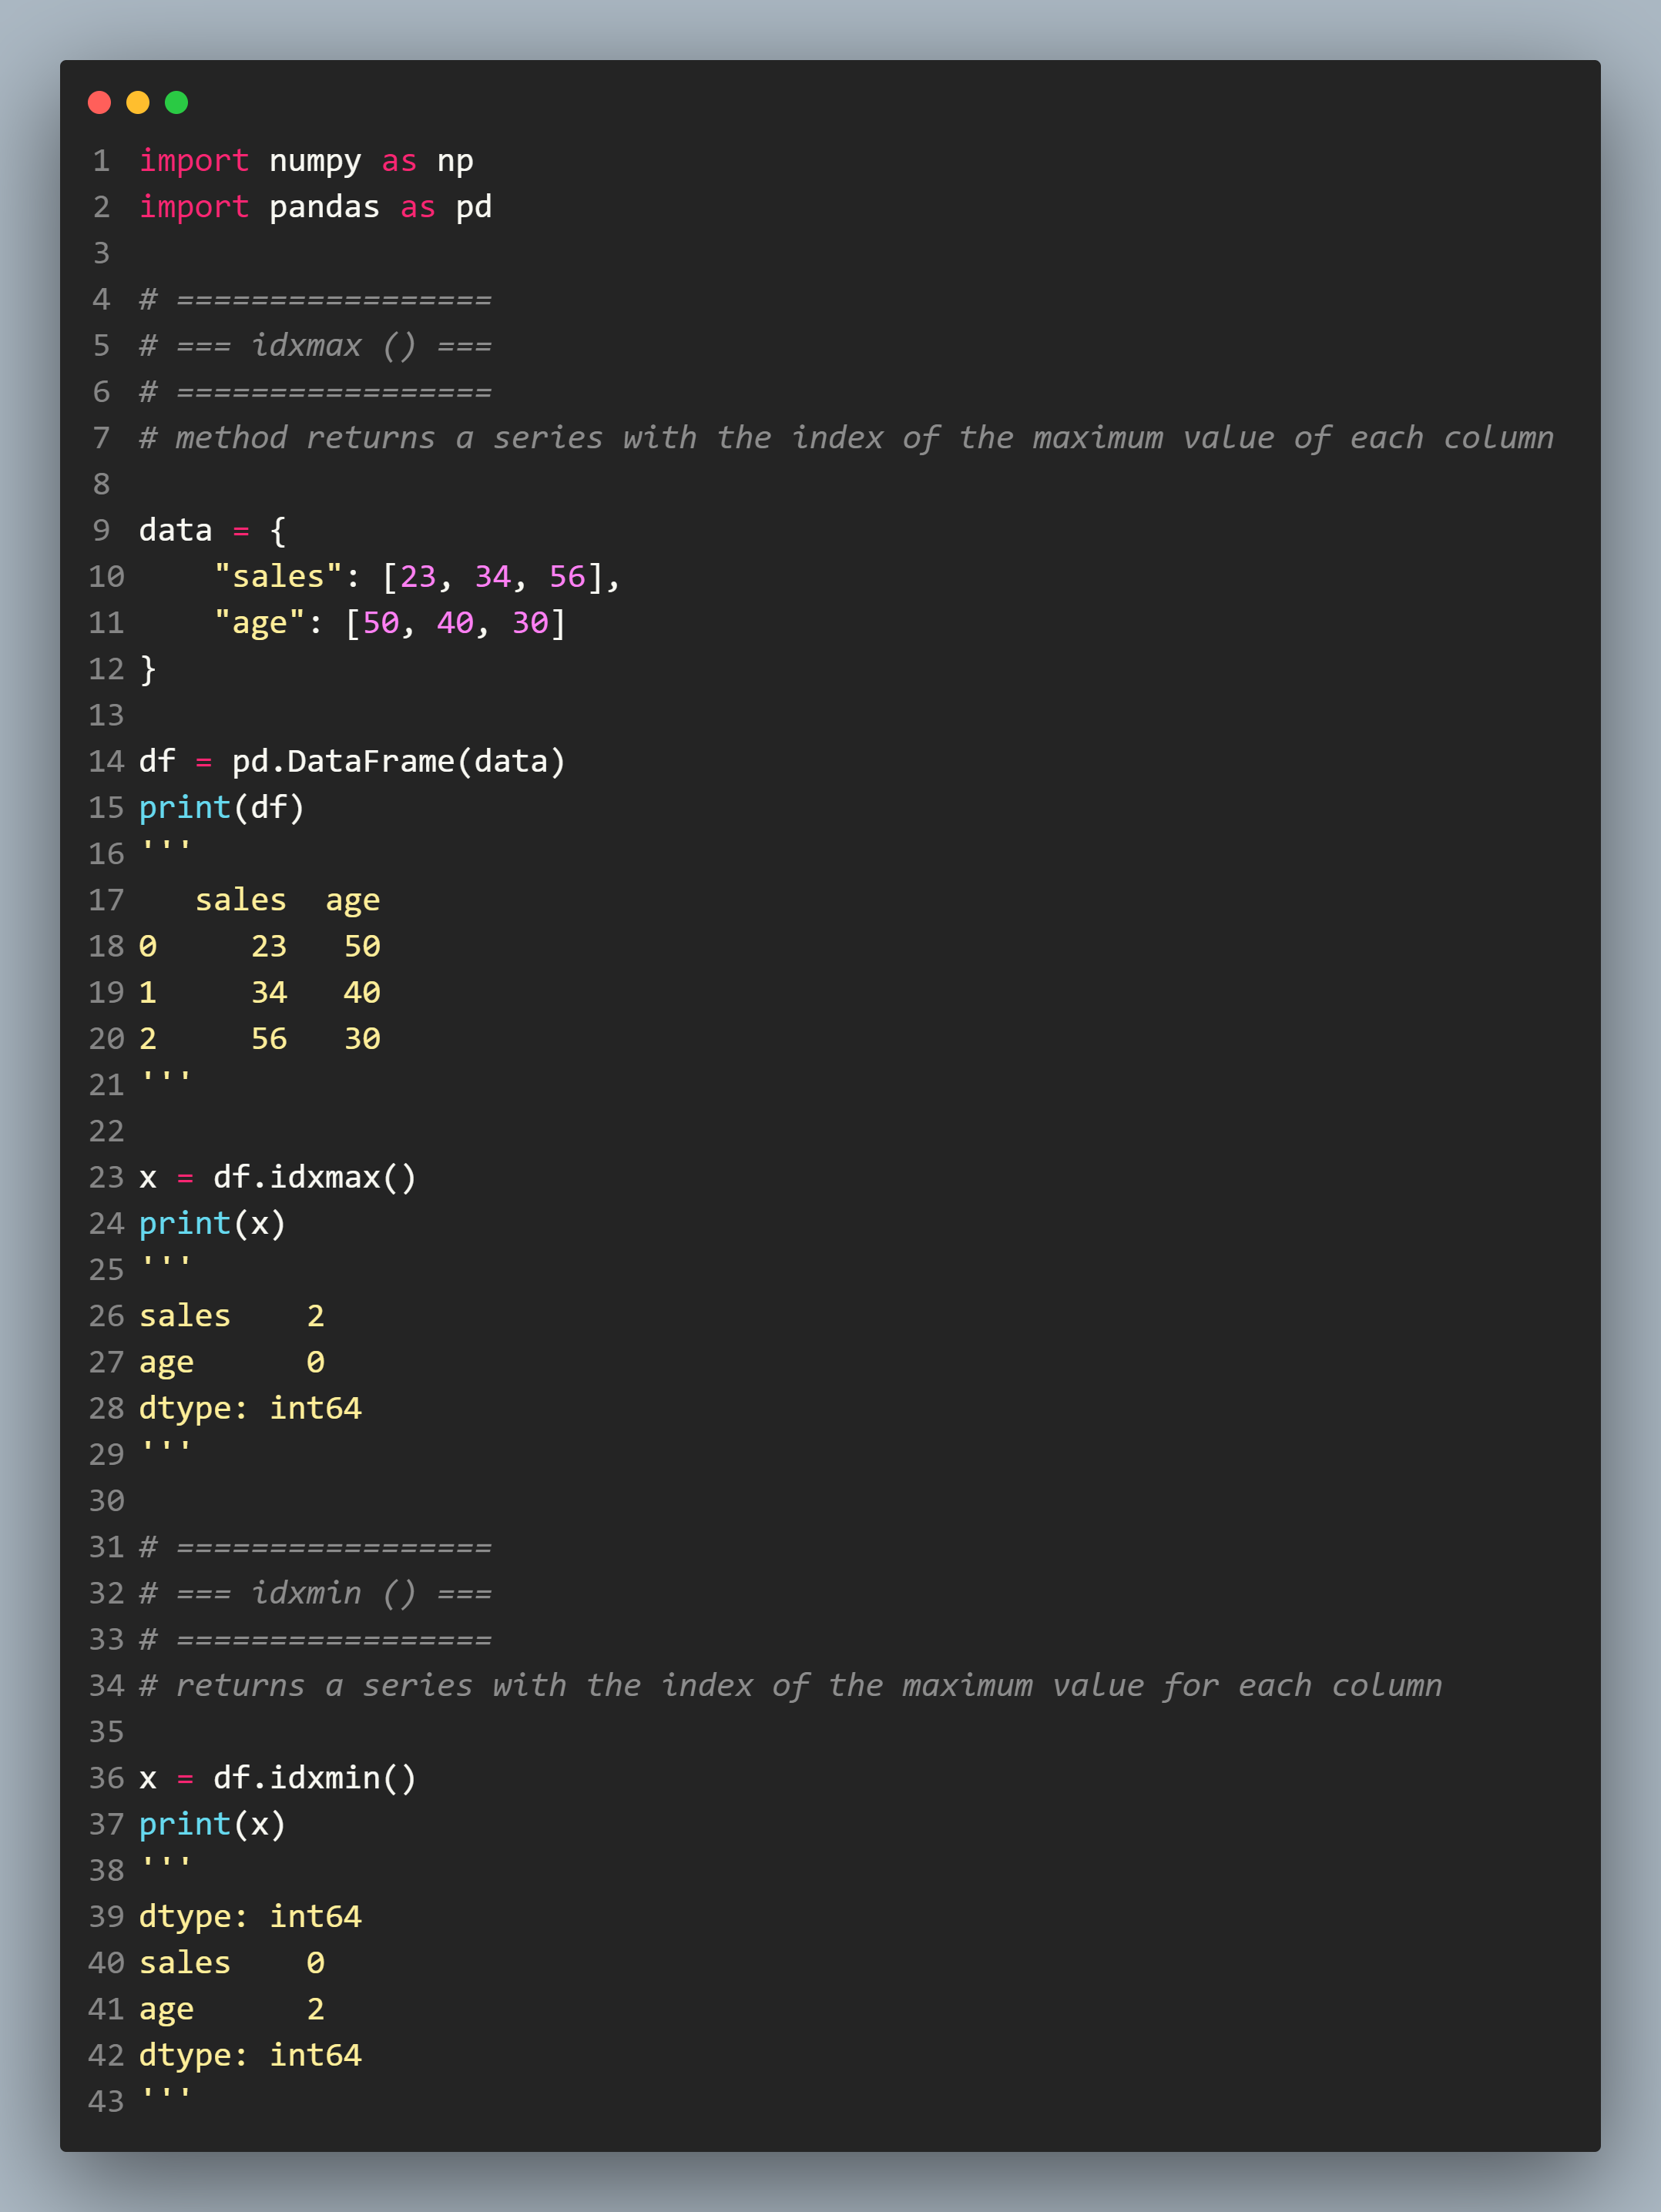 1 import numpy as np
2 import pandas as pd
3
4 # =================
5 # === idxmax () ===
6 # =================
7 # method returns a series with the index of the maximum value of each column
8
9 data = {
10     "sales": [23, 34, 56],
11     "age": [50, 40, 30]
12 }
13
14 df = pd.DataFrame(data)
15 print(df)
16 '''
17    sales  age
18 0     23   50
19 1     34   40
20 2     56   30
21 '''
22
23 x = df.idxmax()
24 print(x)
25 '''
26 sales    2
27 age      0
28 dtype: int64
29 '''
30
31 # =================
32 # === idxmin () ===
33 # =================
34 # returns a series with the index of the maximum value for each column
35
36 x = df.idxmin()
37 print(x)
38 '''
39 dtype: int64
40 sales    0
41 age      2
42 dtype: int64
43 '''